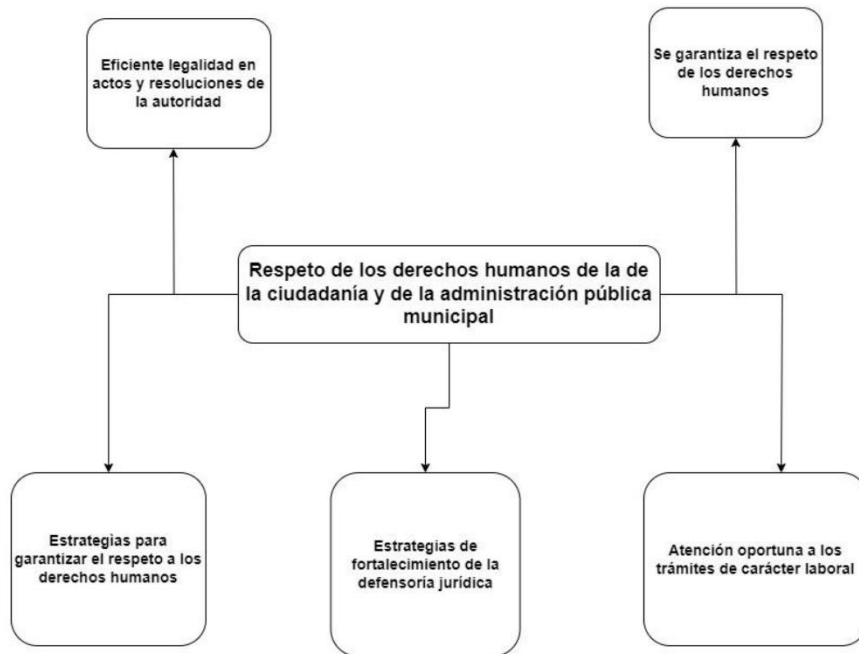 Eficiente legalidad en
actos y resoluciones de
la autoridad
Se garantiza el respeto
de los derechos
humanos
Respeto de los derechos humanos de la de
la ciudadanía y de la administración pública
municipal
Estrategias para
garantizar el respeto a los
derechos humanos
Estrategias de
fortalecimiento de la
defensoría jurídica
Atención oportuna a los
trámites de carácter laboral